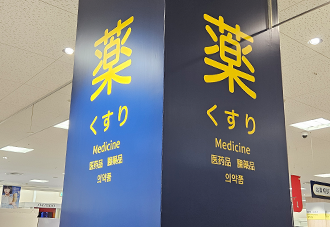 薬
くすり
Medicine
医药品 醫藥品
의약품
薬
くすり
Medicine
医药品 醫藥品
의약품